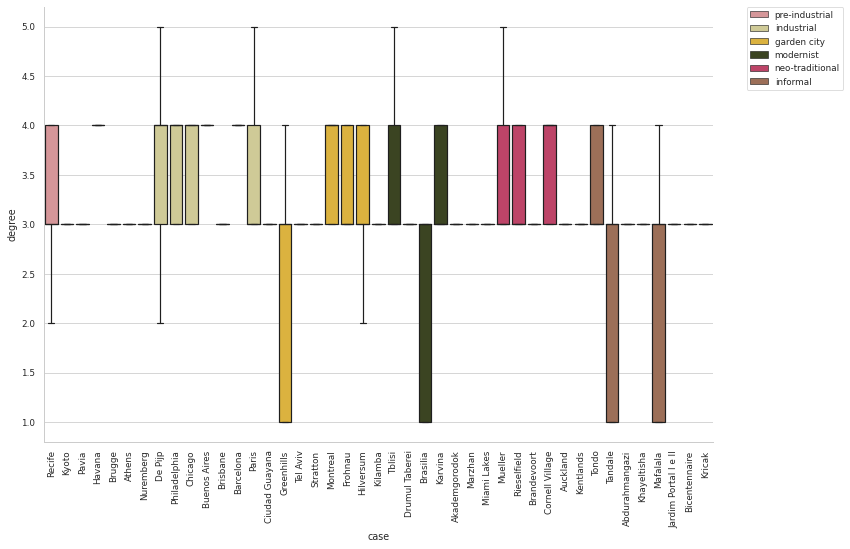 pre-industrial
industrial
garden city
modernist
neo-traditional
informal
degree
5.0
4.5
4.0
3.5
3.0
2.5
2.0
1.5
1.0
Recife
Kyoto
Pavia
Havana
Brugge
Athens
Nuremberg
De Pijp
Philadelphia
Chicago
Buenos Aires
Brisbane
Barcelona
Paris
Ciudad Guayana
Greenhills
Tel Aviv
Stratton
Montreal
Frohnau
Hilversum
Kilamba
Tblisi
Drumul Taberei
Brasilia
Karvina
Akademgorodok
Marzhan
Miami Lakes
Mueller
Rieselfield
Brandevoort
Cornell Village
Auckland
Kentlands
Tondo
Tandale
Abdurahmangazi
Khayeltisha
Mafalala
Jardim Portal I e II
Bicentennaire
Kricak
case